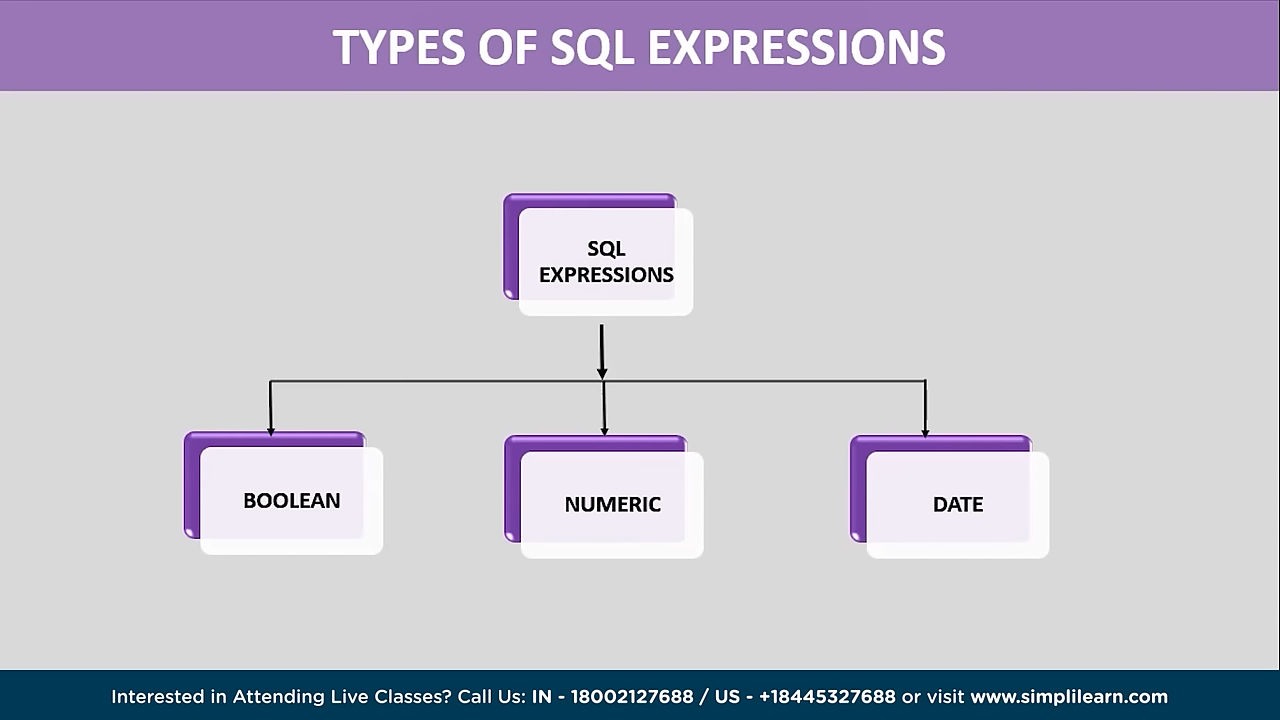 TYPES OF SQL EXPRESSIONS
SQL
EXPRESSIONS
BOOLEAN
NUMERIC
DATE
Interested in Attending Live Classes? Call Us: IN - 18002127688 / US - +18445327688 or visit www.simplilearn.com